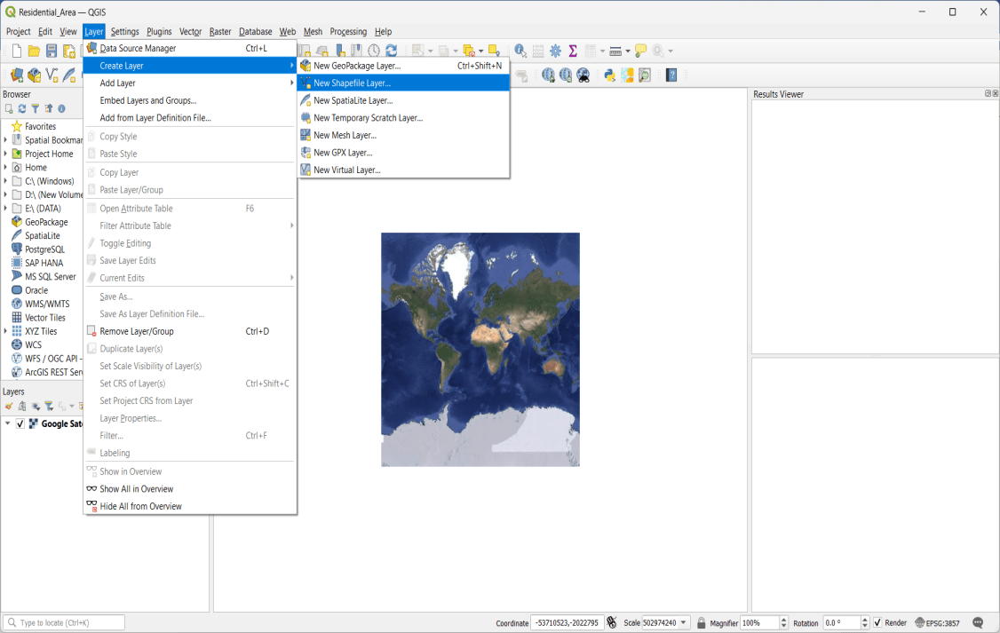 Residential_Area — QGIS
Project Edit View Layer Settings Plugins Vector Raster Database Web Mesh Processing Help
Data Source Manager Ctrl+L
Create Layer
Add Layer
Embed Layers and Groups...
Add from Layer Definition File...
Copy Style
Paste Style
Copy Layer
Paste Layer/Group
Open Attribute Table F6
Filter Attribute Table
Toggle Editing
Save Layer Edits
Current Edits
Save As...
Save As Layer Definition File...
Remove Layer/Group Ctrl+D
Duplicate Layer(s)
Set Scale Visibility of Layer(s)
Set CRS of Layer(s) Ctrl+Shift+C
Set Project CRS from Layer
Layer Properties...
Filter... Ctrl+F
Labeling
Show in Overview
Show All in Overview
Hide All from Overview
New GeoPackage Layer... Ctrl+Shift+N
New Shapefile Layer...
New SpatiaLite Layer...
New Temporary Scratch Layer...
New Mesh Layer...
New GPX Layer...
New Virtual Layer...
Browser
Favorites
Spatial Bookmar
Project Home
Home
C:\ (Windows)
D:\ (New Volume
E:\ (DATA)
GeoPackage
SpatiaLite
PostgreSQL
SAP HANA
MS SQL Server
Oracle
WMS/WMTS
Vector Tiles
XYZ Tiles
WCS
WFS / OGC API -
ArcGIS REST Serv
Layers
Google Sate
Results Viewer
Type to locate (Ctrl+K)
Coordinate -53710523,-2022795 Scale 502974240 Magnifier 100% Rotation 0.0 ° Render EPSG:3857